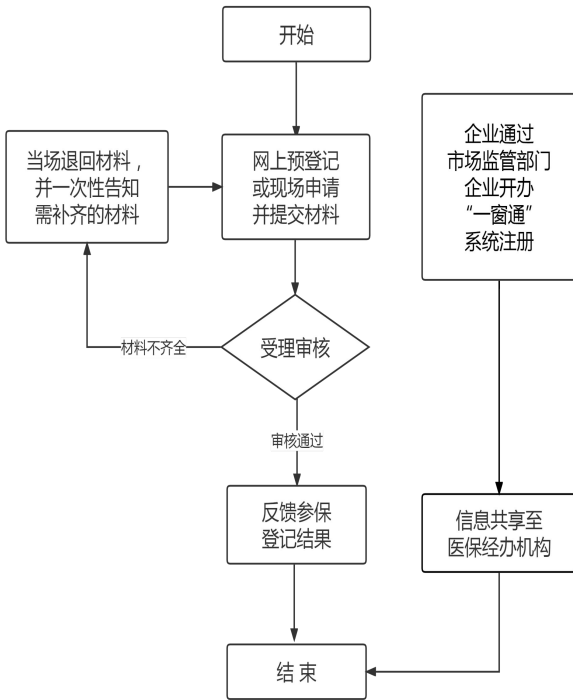 开始
网上预登记
或现场申请
并提交材料
当场退回材料，
并一次性告知
需补齐的材料
受理审核
材料不齐全
审核通过
反馈参保
登记结果
结 束
企业通过
市场监管部门
企业开办
“一窗通”
系统注册
信息共享至
医保经办机构